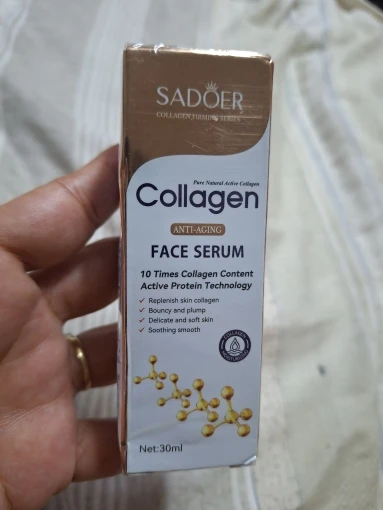 SADOER
COLLAGEN FIRMING SERIES
Pure Natural Active Collagen
Collagen
ANTI-AGING
FACE SERUM
10 Times Collagen Content
Active Protein Technology
✓ Replenish skin collagen
✓ Bouncy and plump
✓ Delicate and soft skin
✓ Soothing smooth
COLLAGEN
Net:30ml